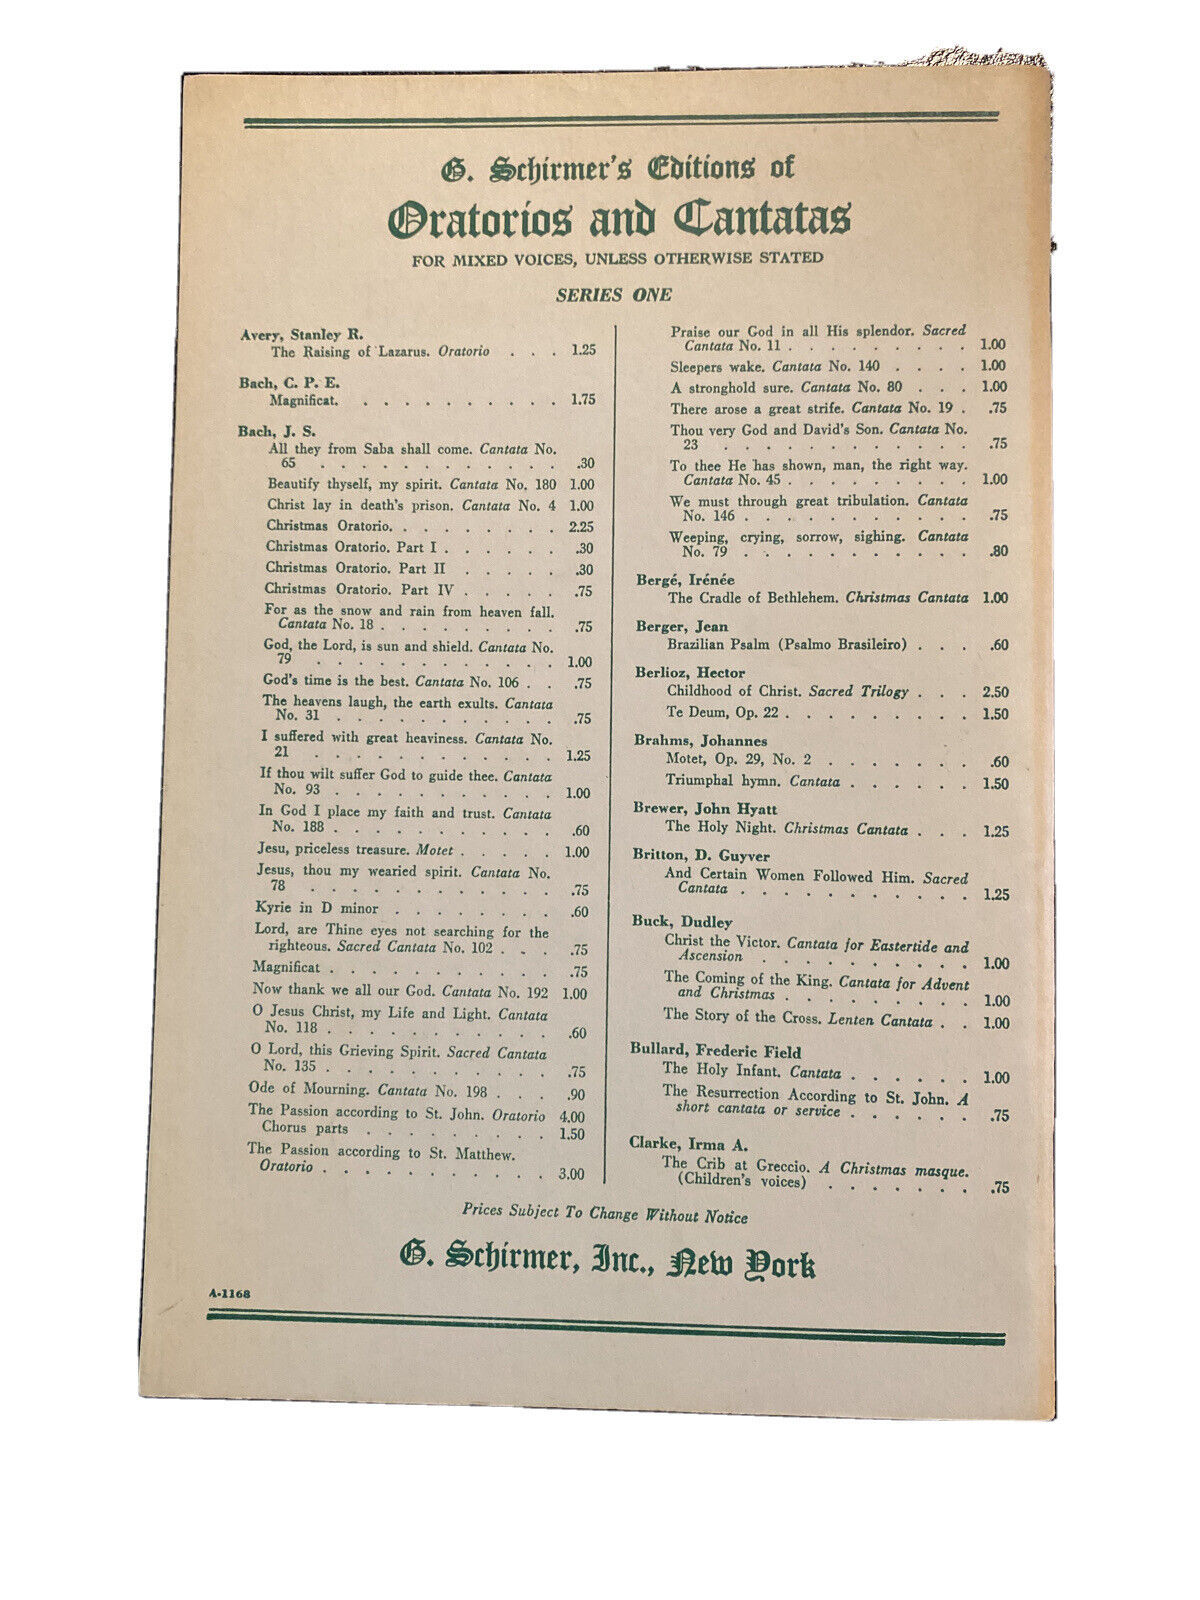 G. Schirmer's Editions of
Oratorios and Cantatas
FOR MIXED VOICES, UNLESS OTHERWISE STATED
SERIES ONE
Avery, Stanley R.
The Raising of Lazarus. Oratorio . . . 1.25
Bach, C. P. E.
Magnificat. . . . . . . . . . . 1.75
Bach, J. S.
All they from Saba shall come. Cantata No.
65 . . . . . . . . . . . . .30
Beautify thyself, my spirit. Cantata No. 180 1.00
Christ lay in death's prison. Cantata No. 4 1.00
Christmas Oratorio. . . . . . . . 2.25
Christmas Oratorio. Part I . . . . . . .30
Christmas Oratorio. Part II . . . . . .30
Christmas Oratorio. Part IV . . . . . .75
For as the snow and rain from heaven fall.
Cantata No. 18 . . . . . . . . . .75
God, the Lord, is sun and shield. Cantata No.
79 . . . . . . . . . . . . 1.00
God's time is the best. Cantata No. 106 . . .75
The heavens laugh, the earth exults. Cantata
No. 31 . . . . . . . . . . . .75
I suffered with great heaviness. Cantata No.
21 . . . . . . . . . . . . 1.25
If thou wilt suffer God to guide thee. Cantata
No. 93 . . . . . . . . . . . 1.00
In God I place my faith and trust. Cantata
No. 188 . . . . . . . . . . . .60
Jesu, priceless treasure. Motet . . . . . 1.00
Jesus, thou my wearied spirit. Cantata No.
78 . . . . . . . . . . . . .75
Kyrie in D minor . . . . . . . . .60
Lord, are Thine eyes not searching for the
righteous. Sacred Cantata No. 102 . . . .75
Magnificat . . . . . . . . . . . .75
Now thank we all our God. Cantata No. 192 1.00
O Jesus Christ, my Life and Light. Cantata
No. 118 . . . . . . . . . . . .60
O Lord, this Grieving Spirit. Sacred Cantata
No. 135 . . . . . . . . . . . .75
Ode of Mourning. Cantata No. 198 . . . .90
The Passion according to St. John. Oratorio 4.00
Chorus parts . . . . . . . . . 1.50
The Passion according to St. Matthew.
Oratorio . . . . . . . . . . . 3.00
Praise our God in all His splendor. Sacred
Cantata No. 11 . . . . . . . . . 1.00
Sleepers wake. Cantata No. 140 . . . . 1.00
A stronghold sure. Cantata No. 80 . . . 1.00
There arose a great strife. Cantata No. 19 . .75
Thou very God and David's Son. Cantata No.
23 . . . . . . . . . . . . .75
To thee He has shown, man, the right way.
Cantata No. 45 . . . . . . . . . 1.00
We must through great tribulation. Cantata
No. 146 . . . . . . . . . . . .75
Weeping, crying, sorrow, sighing. Cantata
No. 79 . . . . . . . . . . . .80
Bergé, Irénée
The Cradle of Bethlehem. Christmas Cantata 1.00
Berger, Jean
Brazilian Psalm (Psalmo Brasileiro) . . . .60
Berlioz, Hector
Childhood of Christ. Sacred Trilogy . . . 2.50
Te Deum, Op. 22 . . . . . . . . . 1.50
Brahms, Johannes
Motet, Op. 29, No. 2 . . . . . . . .60
Triumphal hymn. Cantata . . . . . . 1.50
Brewer, John Hyatt
The Holy Night. Christmas Cantata . . . 1.25
Britton, D. Guyver
And Certain Women Followed Him. Sacred
Cantata . . . . . . . . . . . 1.25
Buck, Dudley
Christ the Victor. Cantata for Eastertide and
Ascension . . . . . . . . . . 1.00
The Coming of the King. Cantata for Advent
and Christmas . . . . . . . . . 1.00
The Story of the Cross. Lenten Cantata . . 1.00
Bullard, Frederic Field
The Holy Infant. Cantata . . . . . . 1.00
The Resurrection According to St. John. A
short cantata or service . . . . . . .75
Clarke, Irma A.
The Crib at Greccio. A Christmas masque.
(Children's voices) . . . . . . . .75
Prices Subject To Change Without Notice
G. Schirmer, Inc., New York
A-1168